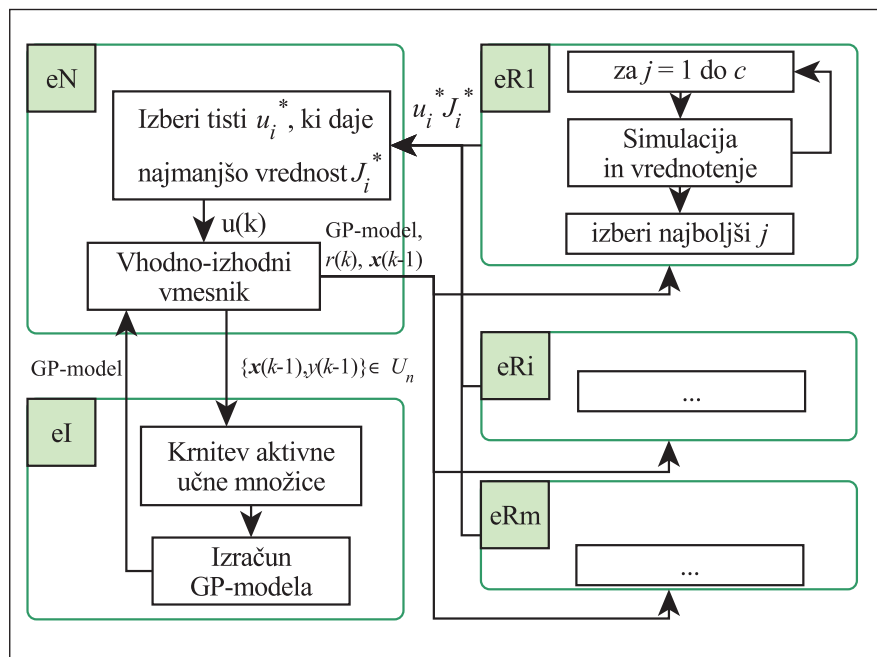 eN
Izberi tisti u_i^*, ki daje
najmanjšo vrednost J_i^*
u(k)
Vhodno-izhodni
vmesnik
GP-model,
r(k), x(k-1)
u_i^* J_i^*
eR1
za j = 1 do c
Simulacija
in vrednotenje
izberi najboljši j
GP-model
{x(k-1),y(k-1)}∈ U_n
eI
Krnitev aktivne
učne množice
Izračun
GP-modela
eRi
...
eRm
...